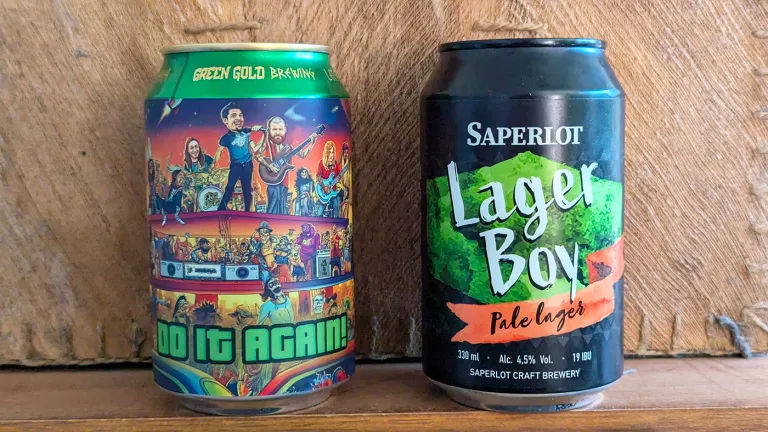 GREEN GOLD BREWING
DO IT AGAIN!
SAPERLOT
Lager
Boy
Pale lager
330 ml • Alc. 4,5% Vol. • 19 IBU
SAPERLOT CRAFT BREWERY